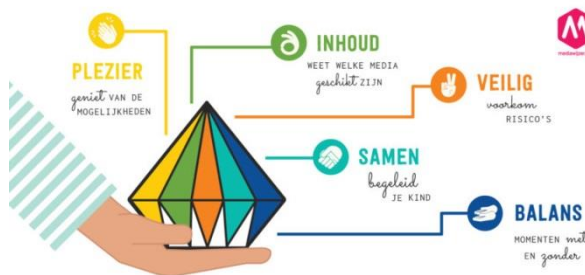 PLEZIER
geniet VAN DE
MOGELIJKHEDEN
INHOUD
WEET WELKE MEDIA
geschikt ZIJN
VEILIG
voorkom
RISICO'S
SAMEN
begeleid
JE KIND
BALANS
MOMENTEN met
EN zonder